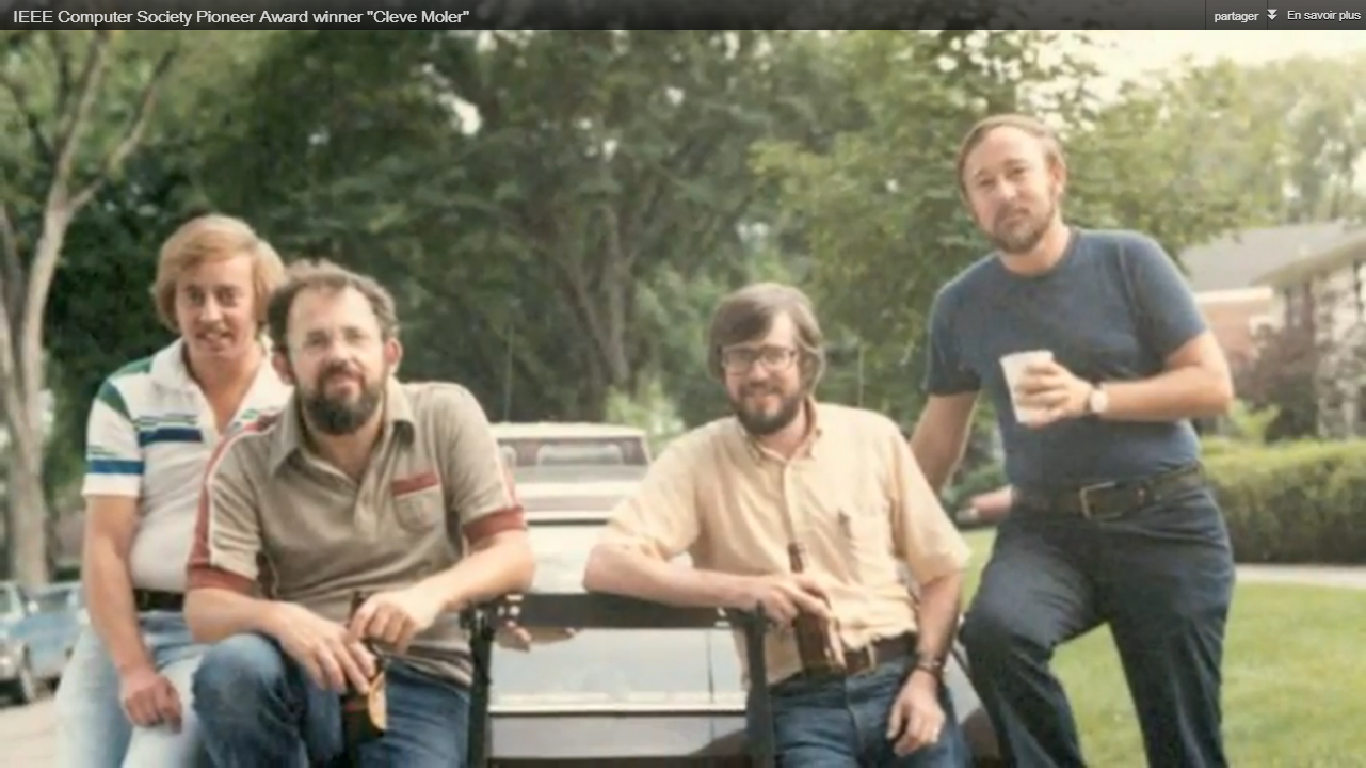 IEEE Computer Society Pioneer Award winner "Cleve Moler"
partager
En savoir plus